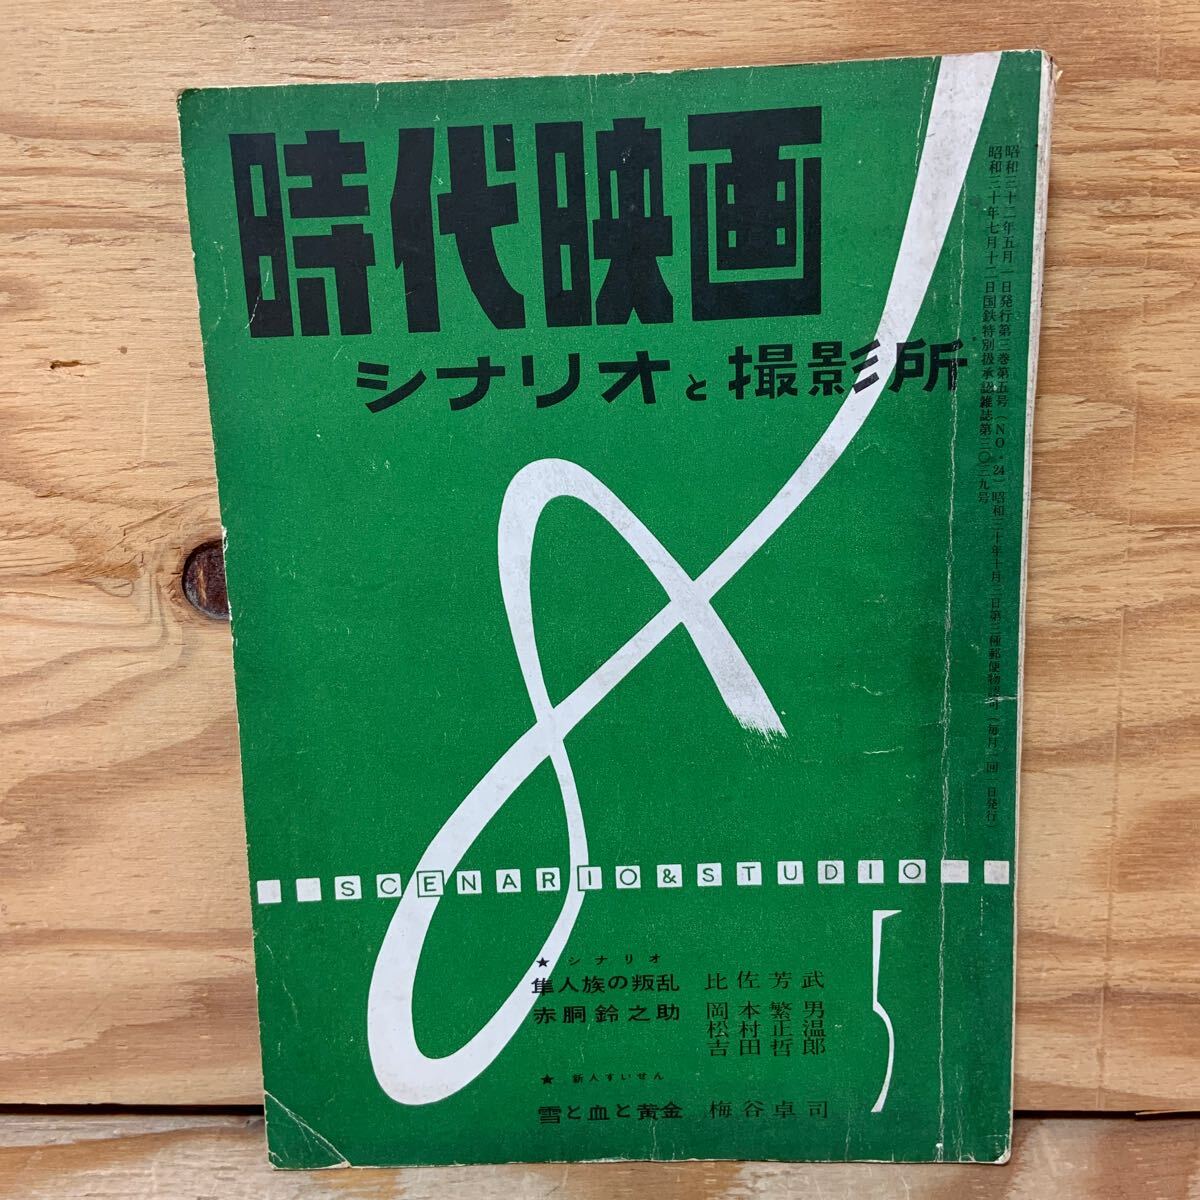 時代映画
シナリオと撮影所
昭和三十二年五月一日発行第三巻第五号(NO・24)昭和三十年十月三日第三種郵便物認可(毎月一回一日発行)
昭和三十年七月十二日国鉄特別扱承認雑誌第三〇三九号
SCENARIO&STUDIO
5
★シナリオ
隼人族の叛乱 比佐芳武
赤胴鈴之助 岡本繁男
松村正温
吉田哲郎
★新人すいせん
雪と血と黄金 梅谷卓司